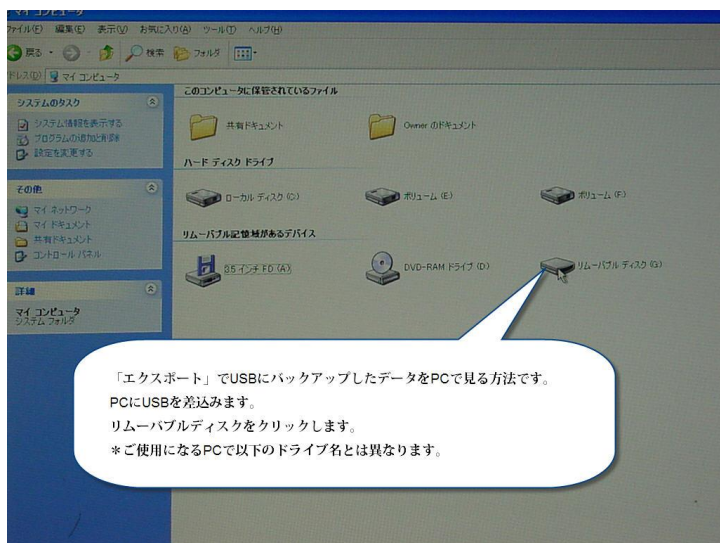 マイ コンピュータ
ファイル(F) 編集(E) 表示(V) お気に入り(A) ツール(T) ヘルプ(H)
戻る 検索 フォルダ
ドレス(D) マイ コンピュータ
システムのタスク
システム情報を表示する
プログラムの追加と削除
設定を変更する
その他
マイ ネットワーク
マイ ドキュメント
共有ドキュメント
コントロール パネル
詳細
マイ コンピュータ
システム フォルダ
このコンピュータに保管されているファイル
共有ドキュメント Owner のドキュメント
ハード ディスク ドライブ
ローカル ディスク (C) ボリューム (E) ボリューム (F)
リムーバブル記憶域があるデバイス
3.5 インチ FD (A) DVD-RAM ドライブ (D) リムーバブル ディスク (G)
「エクスポート」でUSBにバックアップしたデータをPCで見る方法です。
PCにUSBを差込みます。
リムーバブルディスクをクリックします。
＊ご使用になるPCで以下のドライブ名とは異なります。